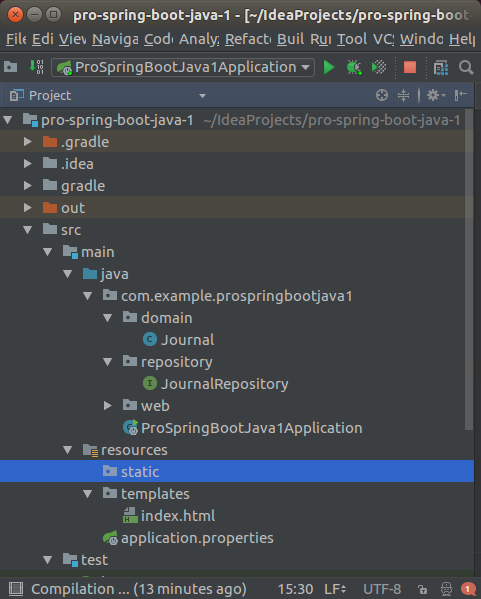 pro-spring-boot-java-1 - [~/IdeaProjects/pro-spring-boot-
File Edi View Naviga Cod Analy Refacto Buil Run Tool VCS Windo Help
ProSpringBootJava1Application
Project
pro-spring-boot-java-1 ~/IdeaProjects/pro-spring-boot-java-1
.gradle
.idea
gradle
out
src
main
java
com.example.prospringbootjava1
domain
Journal
repository
JournalRepository
web
ProSpringBootJava1Application
resources
static
templates
index.html
application.properties
test
Compilation ... (13 minutes ago) 15:30 LF÷ UTF-8 1